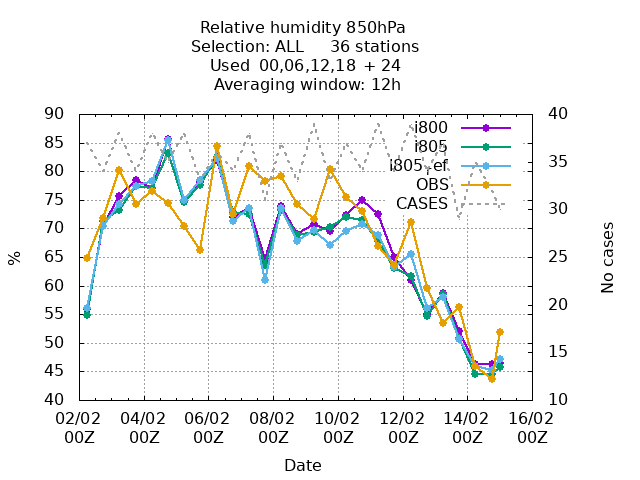 Relative humidity 850hPa
Selection: ALL 36 stations
Used 00,06,12,18 + 24
Averaging window: 12h
90
85
80
75
70
65
60
55
50
45
40
%
40
35
30
25
20
15
10
No cases
i800
i805
i805_ef
OBS
CASES
02/02 04/02 06/02 08/02 10/02 12/02 14/02 16/02
00Z 00Z 00Z 00Z 00Z 00Z 00Z 00Z
Date